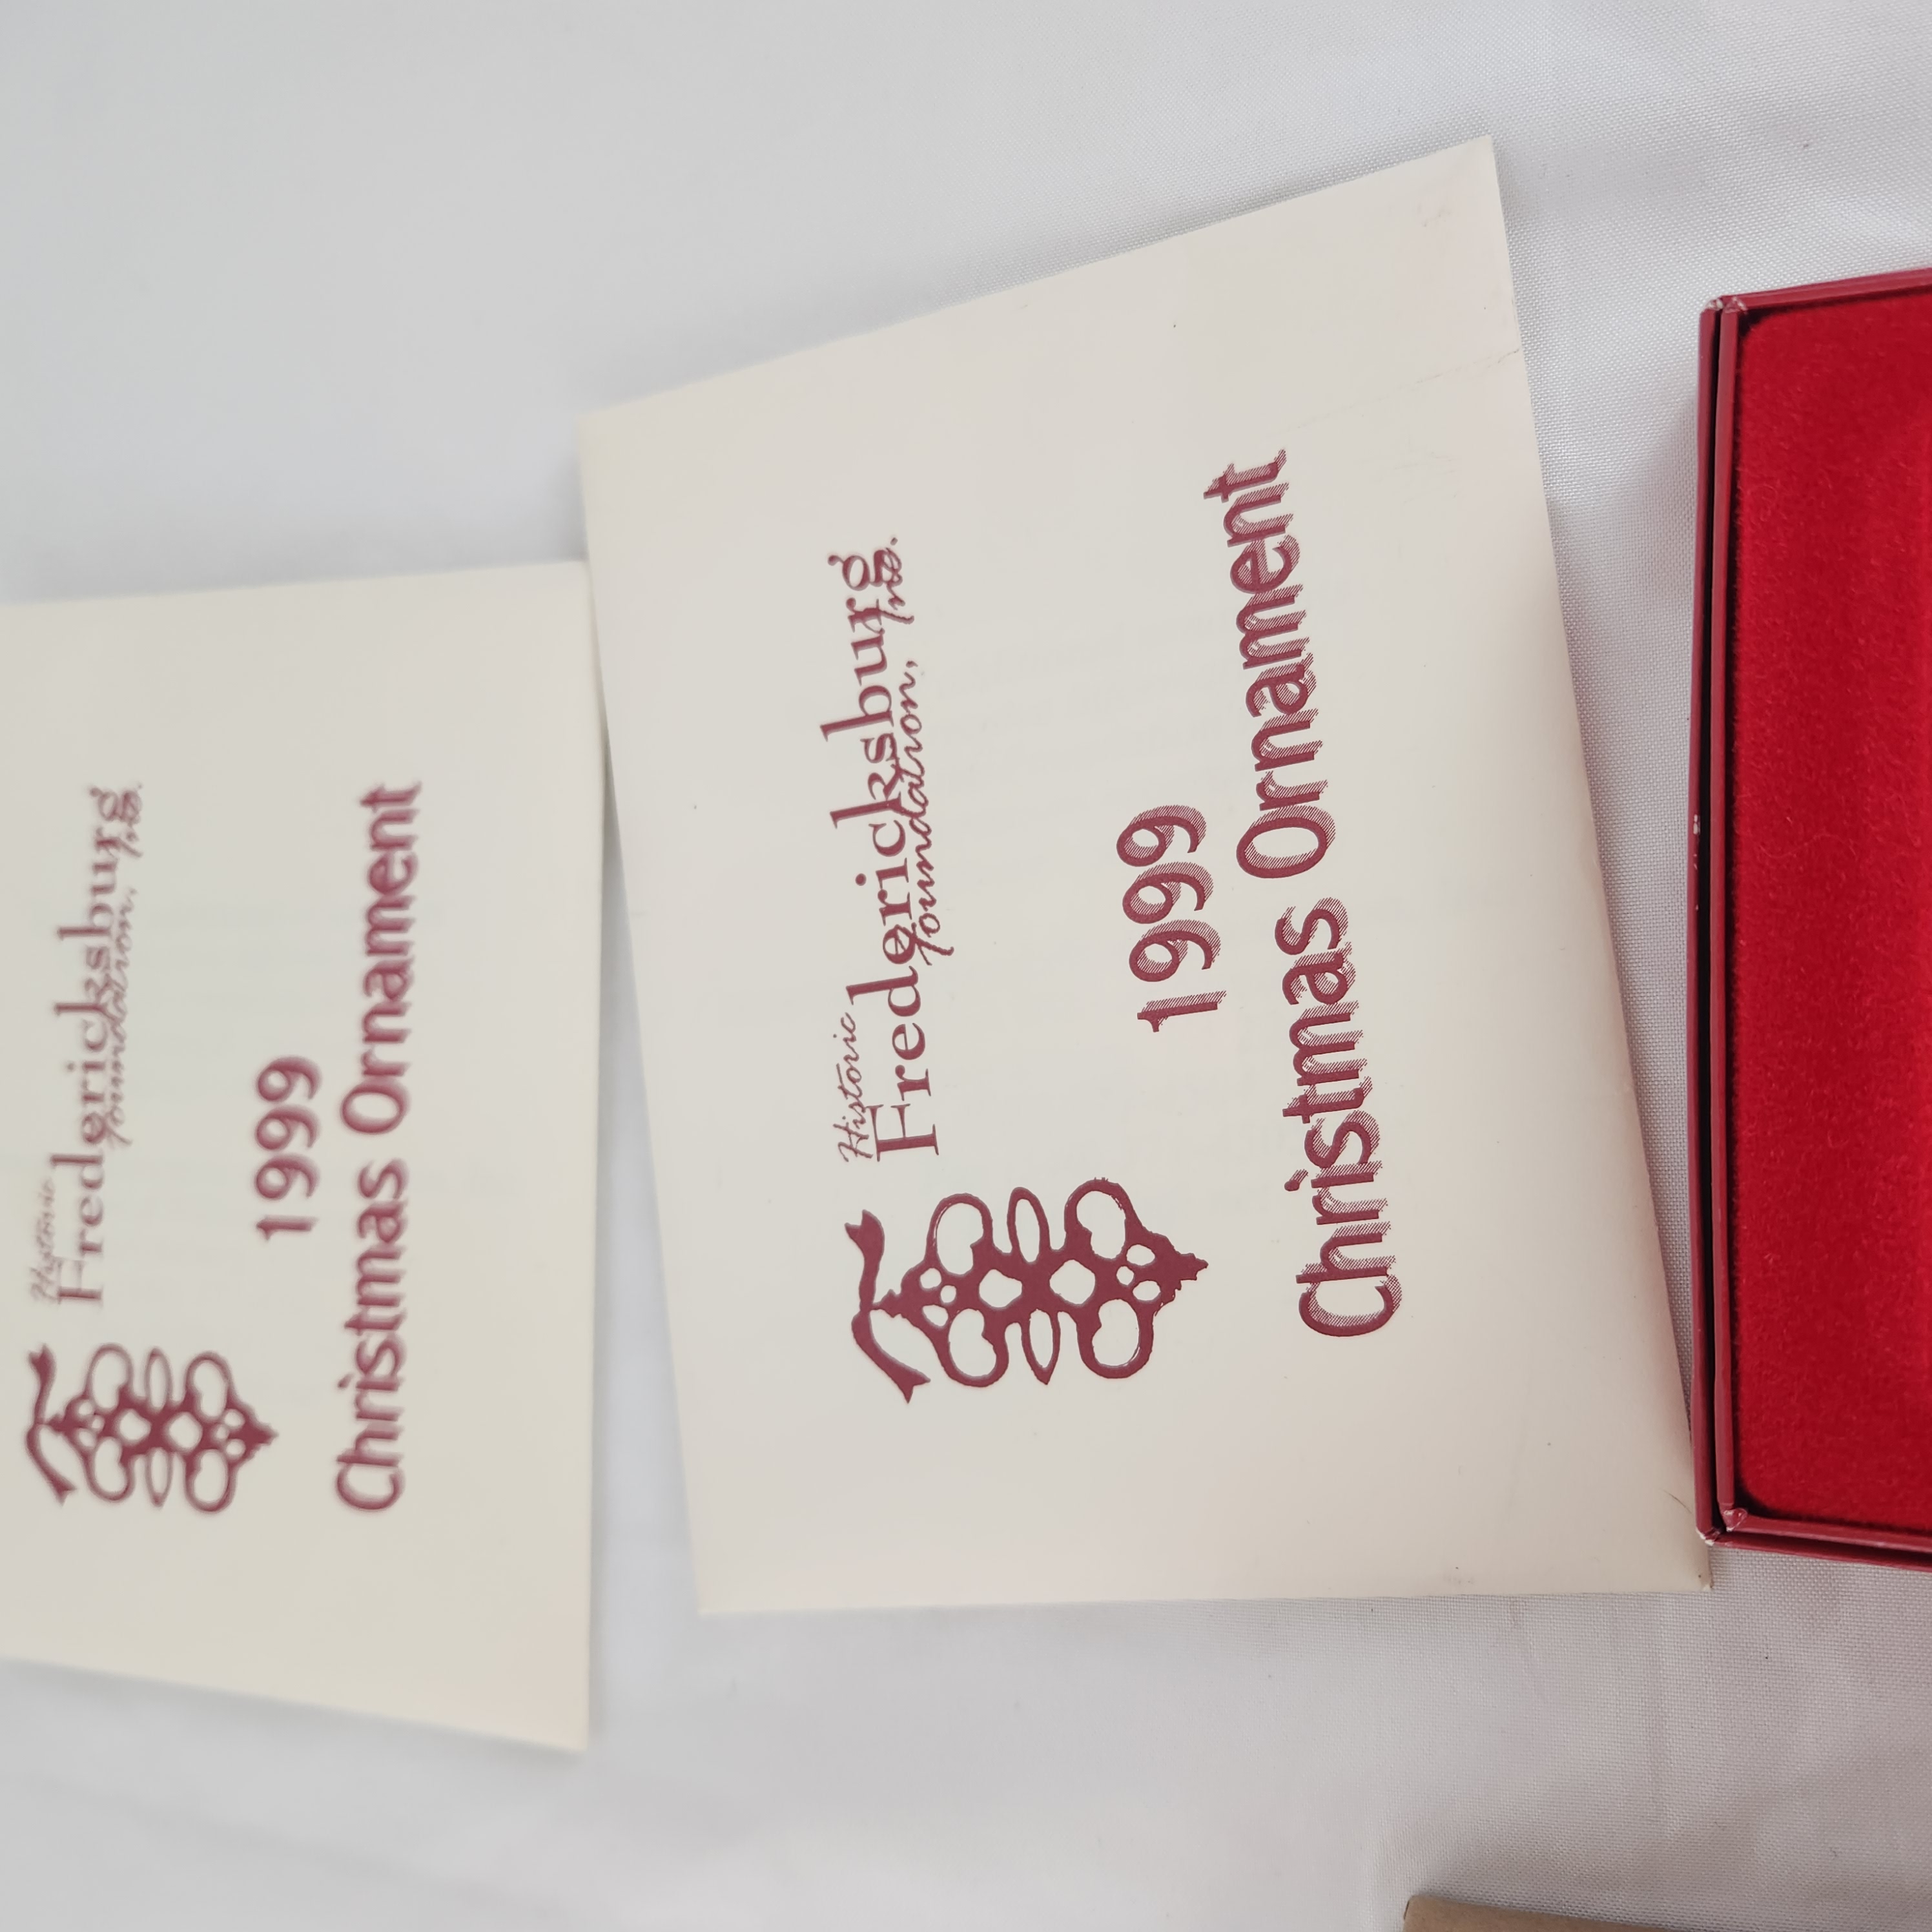 Historic
Fredericksburg
Foundation, Inc.
1999
Christmas Ornament
Historic
Fredericksburg
Foundation, Inc.
1999
Christmas Ornament